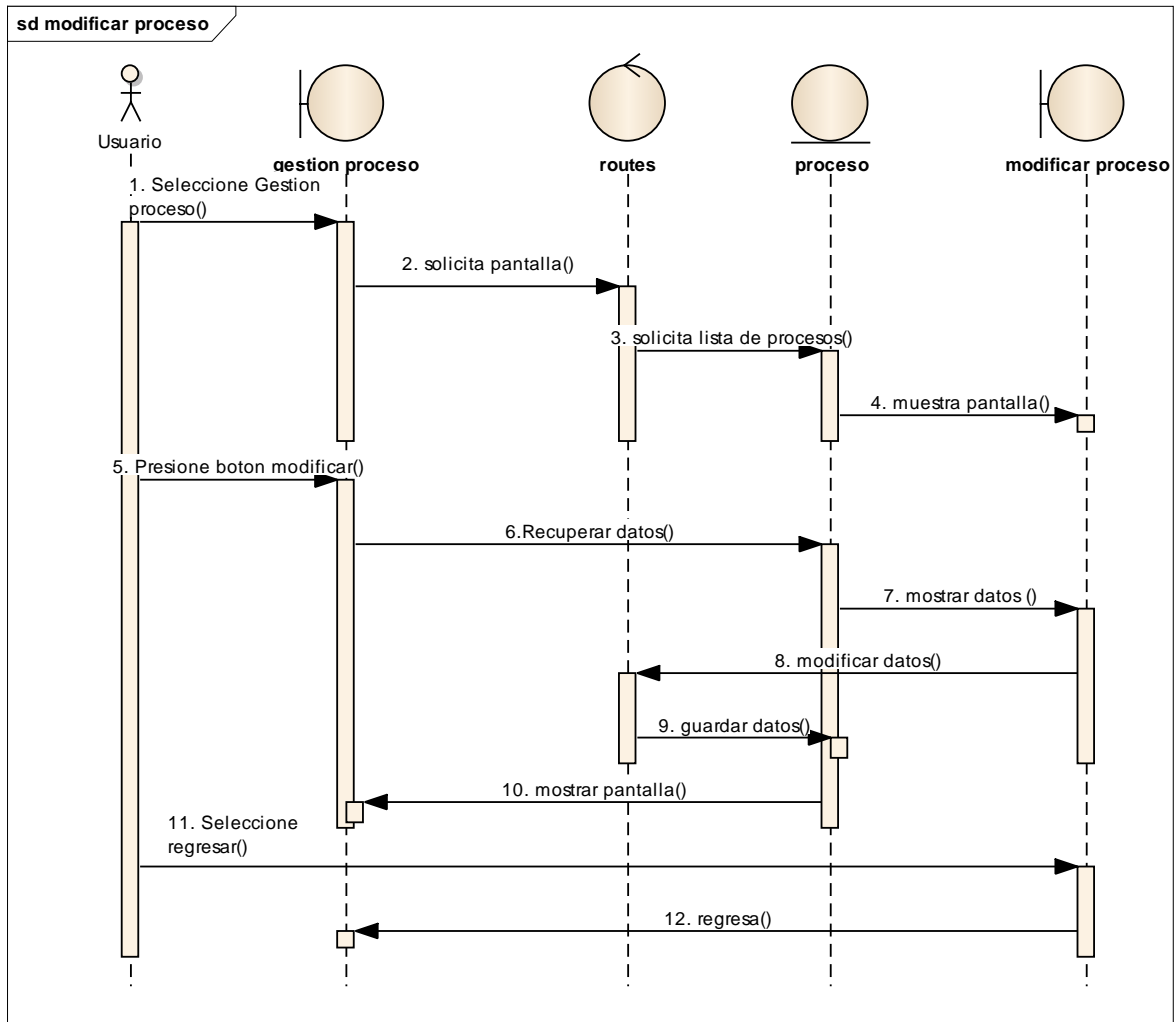 sd modificar proceso
Usuario
gestion proceso
routes
proceso
modificar proceso
1. Seleccione Gestion
proceso()
2. solicita pantalla()
3. solicita lista de procesos()
4. muestra pantalla()
5. Presione boton modificar()
6.Recuperar datos()
7. mostrar datos ()
8. modificar datos()
9. guardar datos()
10. mostrar pantalla()
11. Seleccione
regresar()
12. regresa()